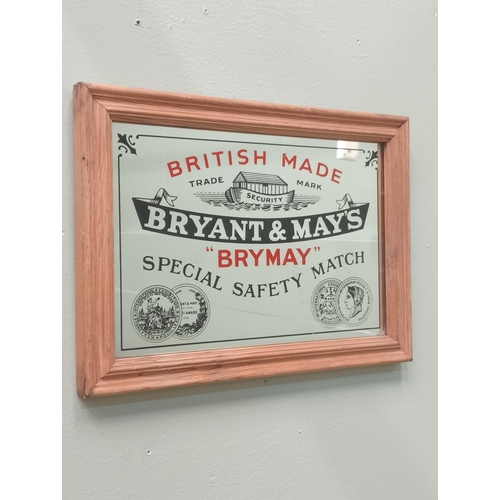 BRITISH MADE
TRADE MARK
SECURITY
BRYANT & MAY'S
"BRYMAY"
SPECIAL SAFETY MATCH